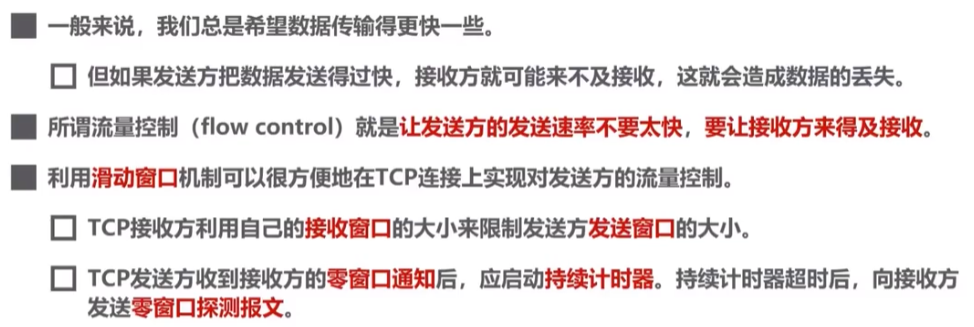 一般来说，我们总是希望数据传输得更快一些。
但如果发送方把数据发送得过快，接收方就可能来不及接收，这就会造成数据的丢失。
所谓流量控制（flow control）就是让发送方的发送速率不要太快，要让接收方来得及接收。
利用滑动窗口机制可以很方便地在TCP连接上实现对发送方的流量控制。
TCP接收方利用自己的接收窗口的大小来限制发送方发送窗口的大小。
TCP发送方收到接收方的零窗口通知后，应启动持续计时器。持续计时器超时后，向接收方
发送零窗口探测报文。